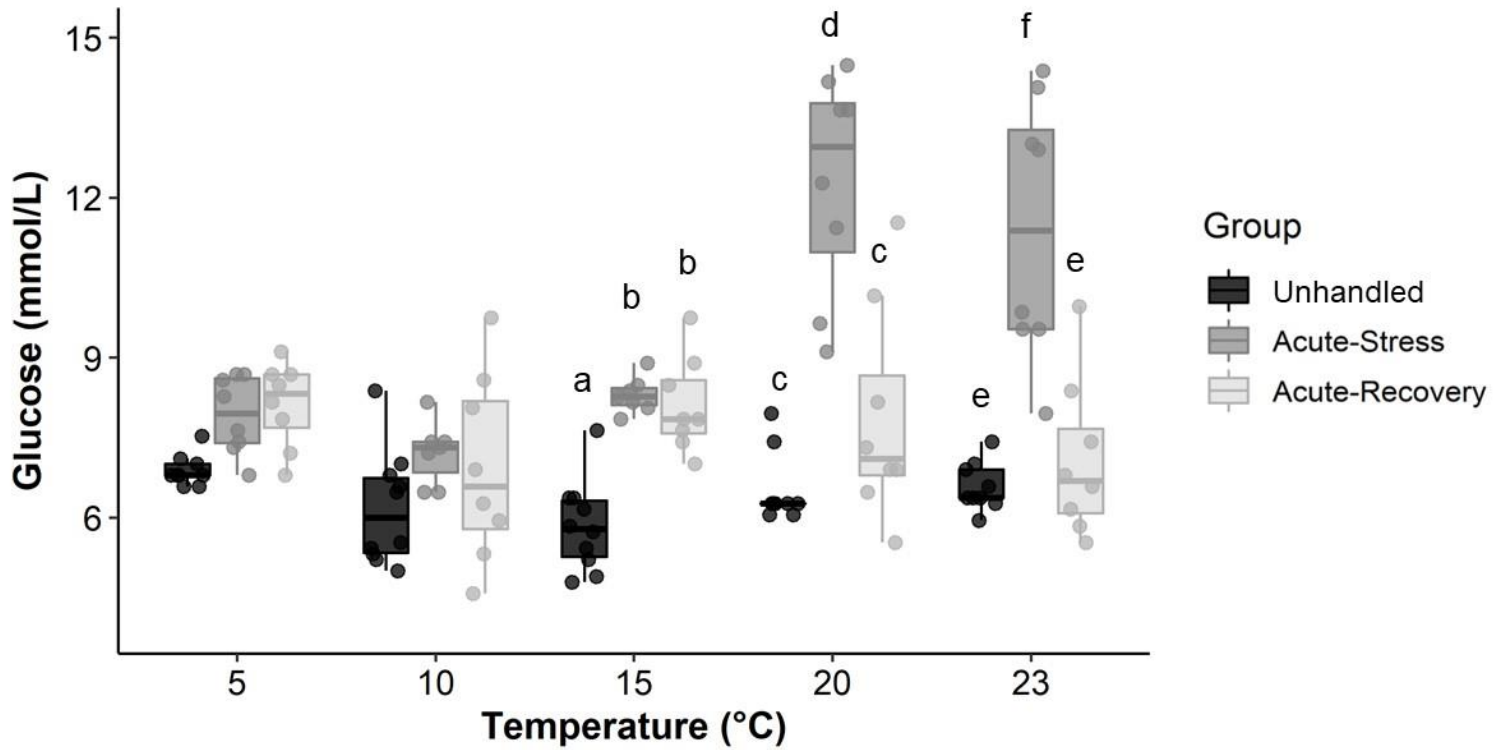 Glucose (mmol/L)
15
12
9
6
d
f
c
e
b
b
a
c
e
5
10
15
20
23
Temperature (°C)
Group
Unhandled
Acute-Stress
Acute-Recovery